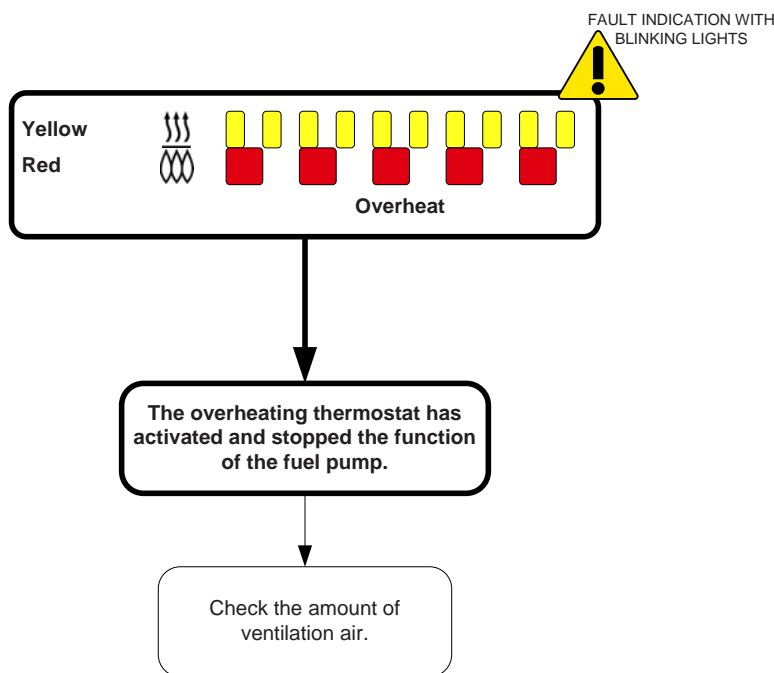 FAULT INDICATION WITH
BLINKING LIGHTS
Yellow
Red
Overheat
The overheating thermostat has
activated and stopped the function
of the fuel pump.
Check the amount of
ventilation air.